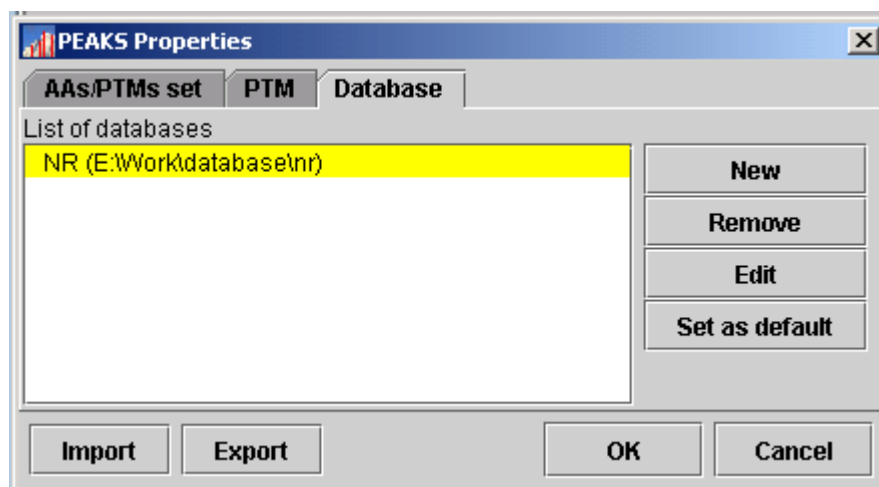 PEAKS Properties
AAs/PTMs set PTM Database
List of databases
NR (E:\Work\database\nr)
New
Remove
Edit
Set as default
Import Export OK Cancel